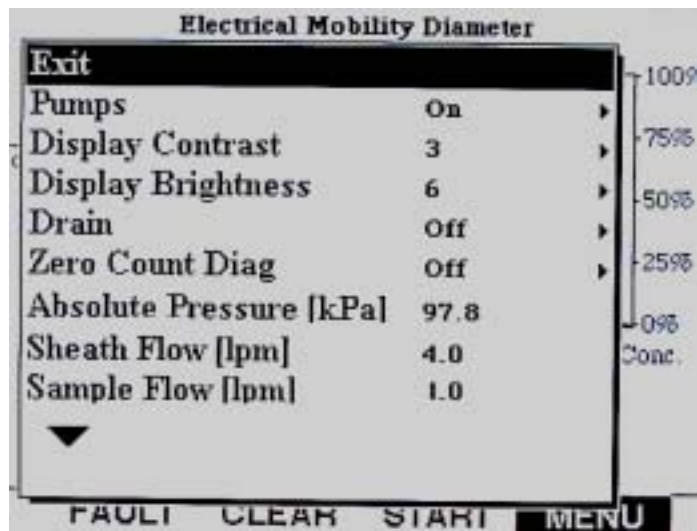 Electrical Mobility Diameter
Exit
Pumps On
Display Contrast 3
Display Brightness 6
Drain Off
Zero Count Diag Off
Absolute Pressure [kPa] 97.8
Sheath Flow [lpm] 4.0
Sample Flow [lpm] 1.0
100%
75%
50%
25%
0%
Conc.
FAULT CLEAR START MENU